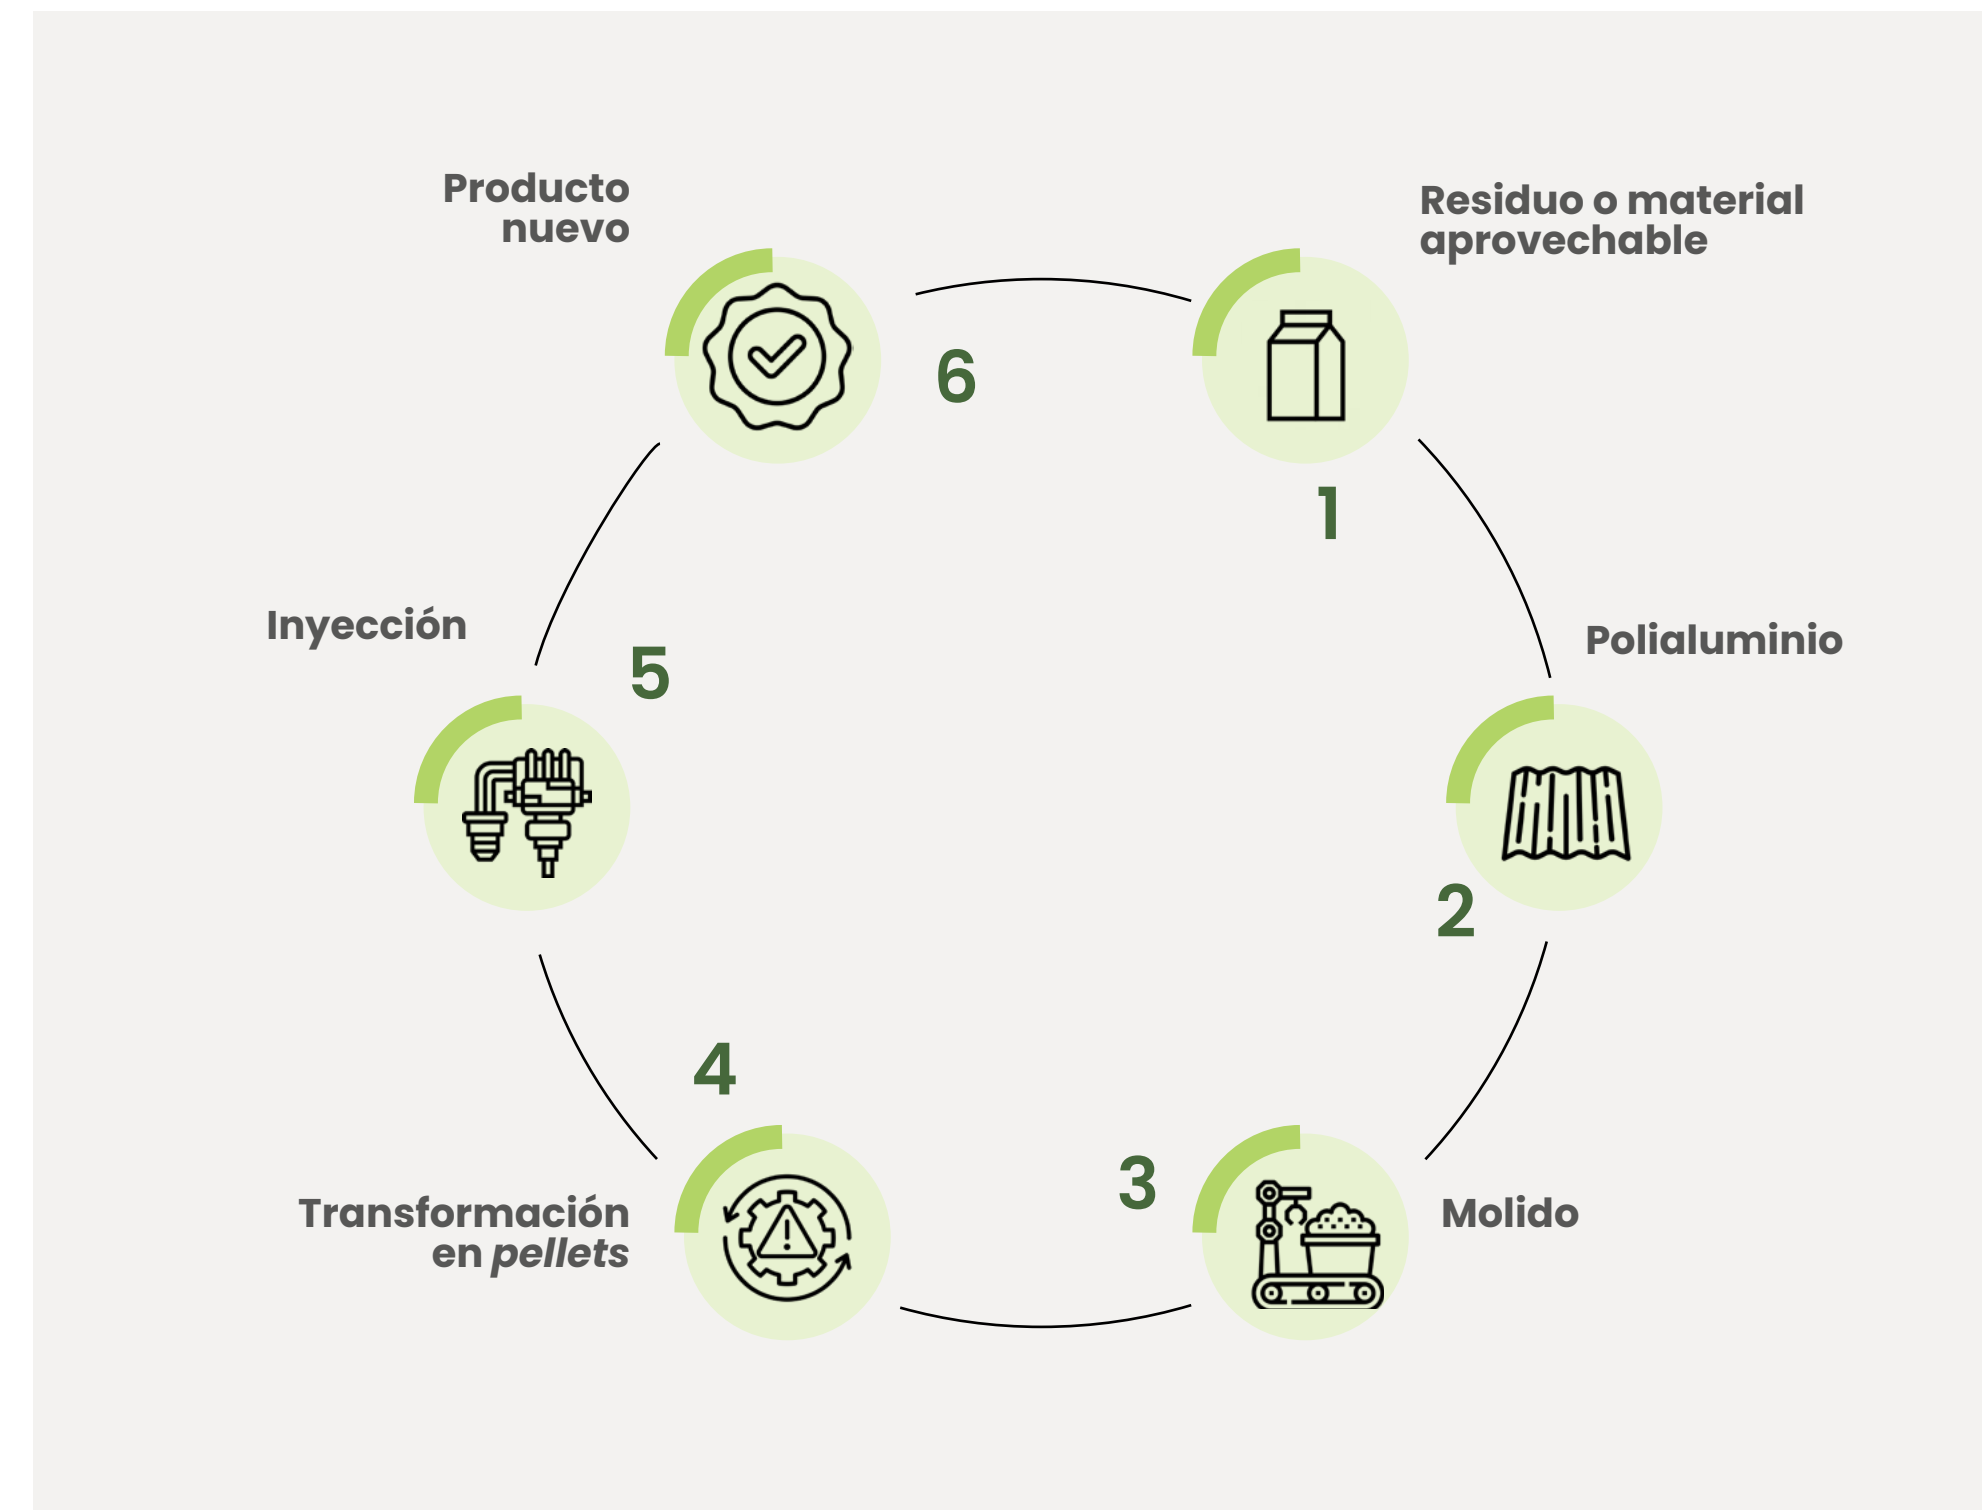 Residuo o material
aprovechable
1
Polialuminio
2
Molido
3
Transformación
en pellets
4
Inyección
5
Producto
nuevo
6